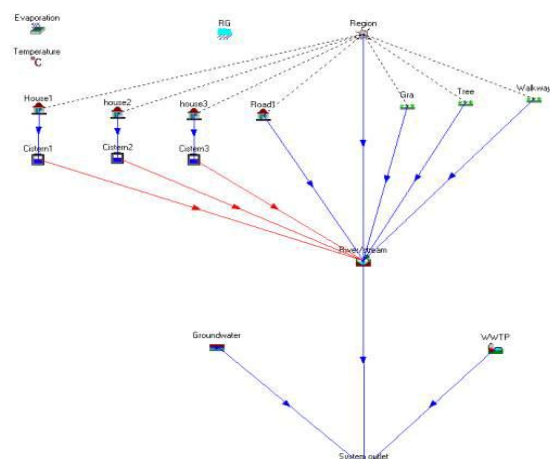 Evaporation
RG
Region
Temperature
°C
House1
house2
house3
Road1
Gra
Tree
Walkway
Cistern1
Cistern2
Cistern3
River/stream
Groundwater
WWTP
System outlet